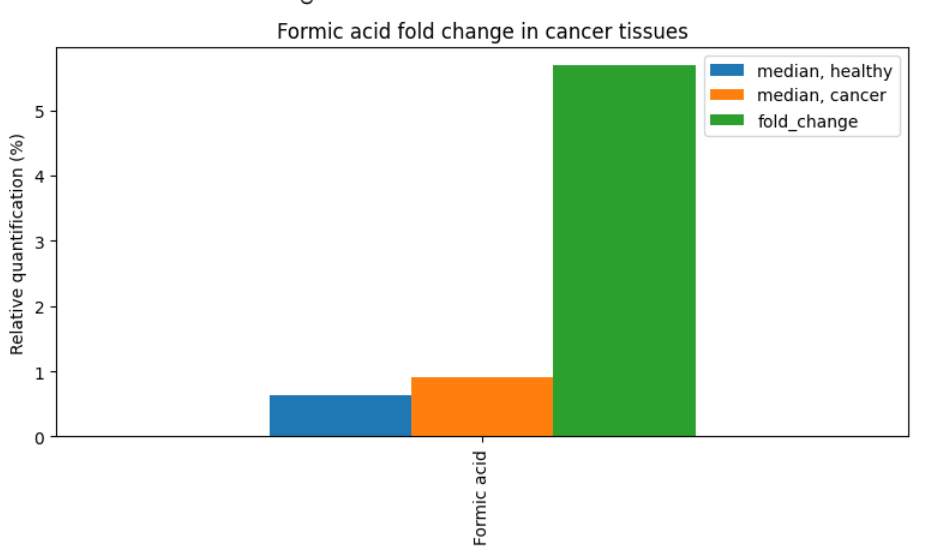 Formic acid fold change in cancer tissues
median, healthy
median, cancer
fold_change
Relative quantification (%)
5
4
3
2
1
0
Formic acid